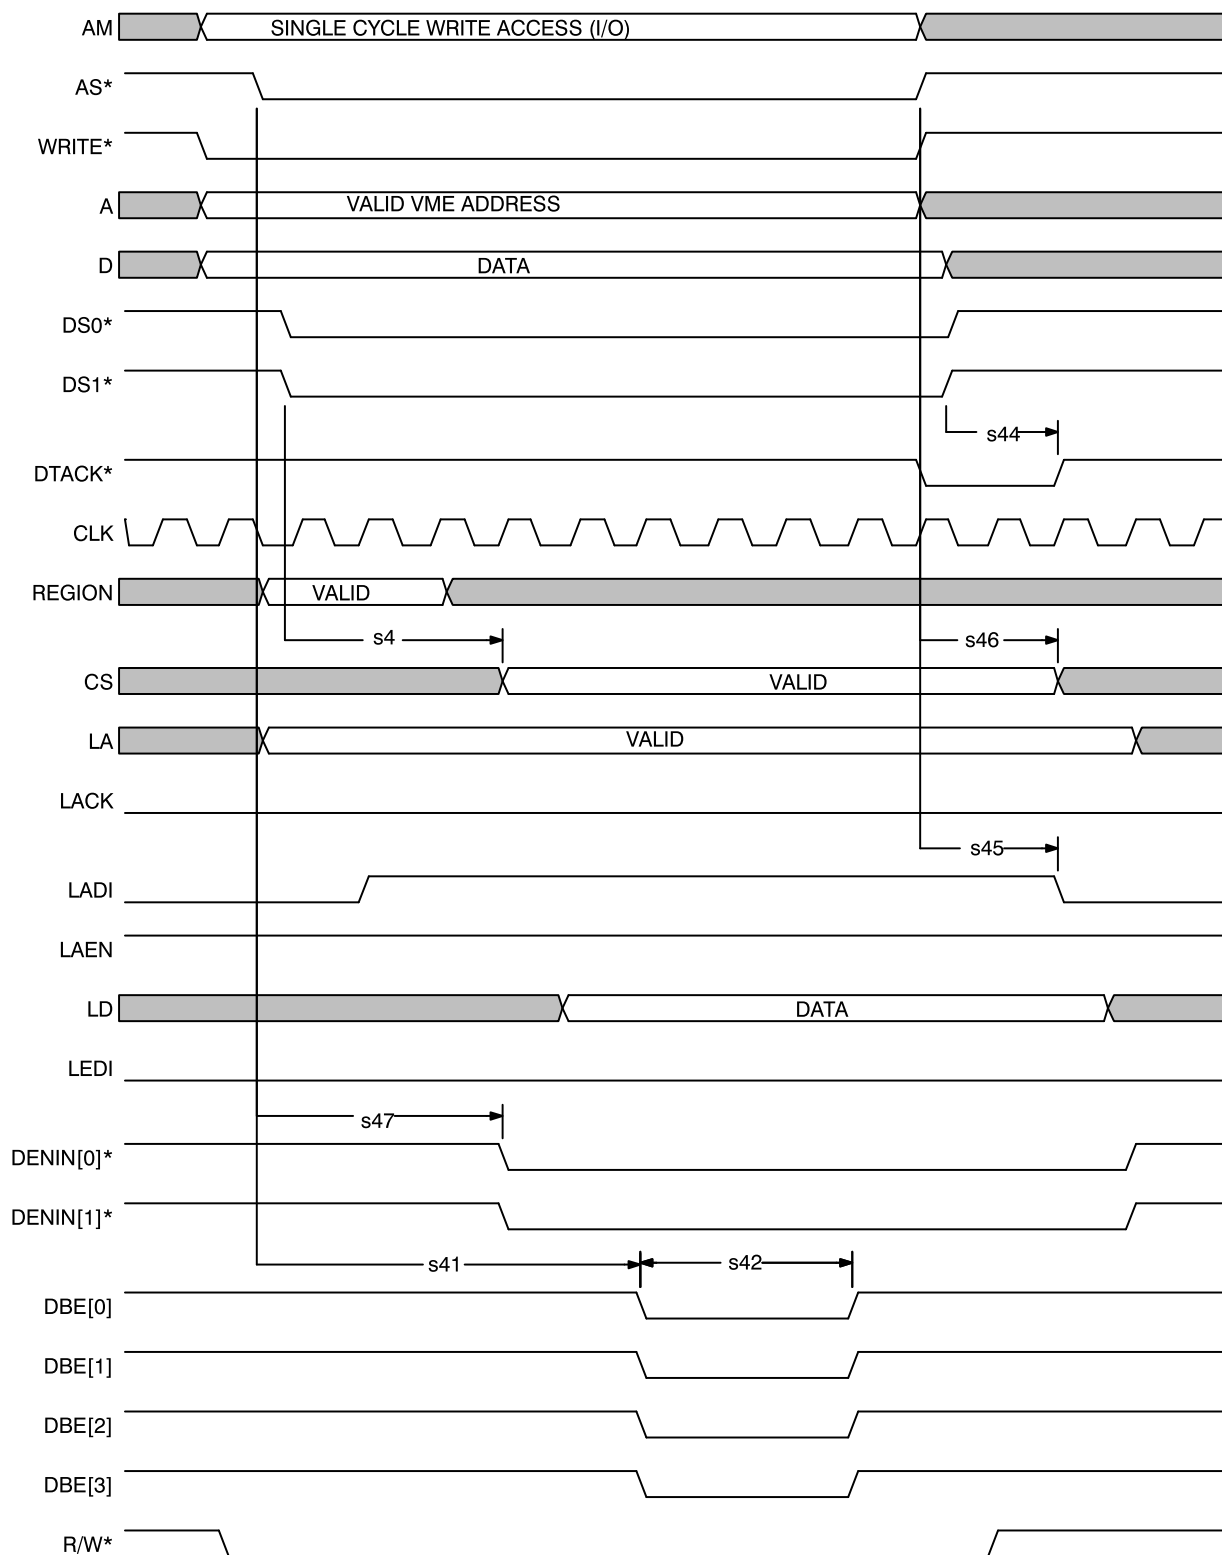 AM SINGLE CYCLE WRITE ACCESS (I/O)
AS*
WRITE*
A VALID VME ADDRESS
D DATA
DS0*
DS1*
s44
DTACK*
CLK
REGION VALID
s4 s46
CS VALID
LA VALID
LACK
s45
LADI
LAEN
LD DATA
LEDI
s47
DENIN[0]*
DENIN[1]*
s41 s42
DBE[0]
DBE[1]
DBE[2]
DBE[3]
R/W*